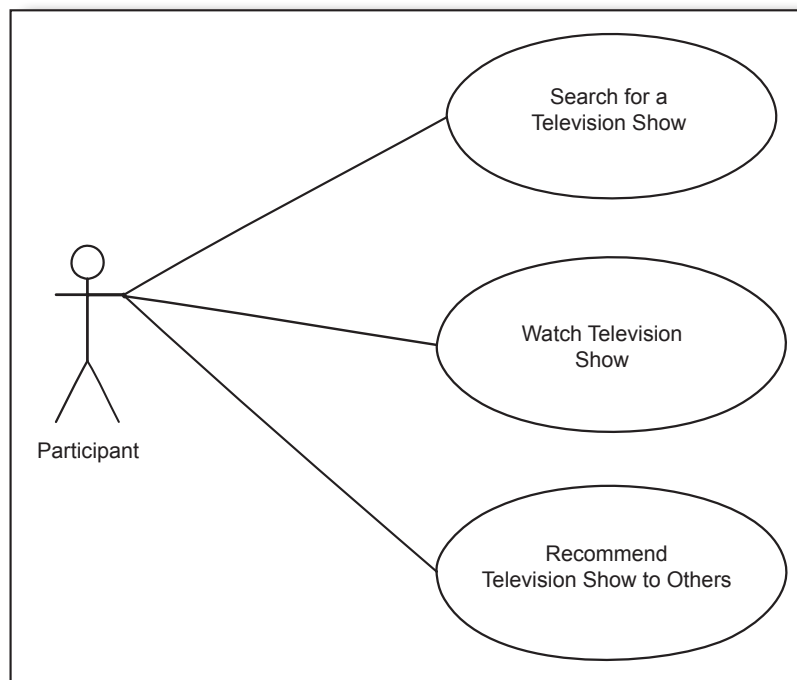 Search for a
Television Show
Watch Television
Show
Participant
Recommend
Television Show to Others